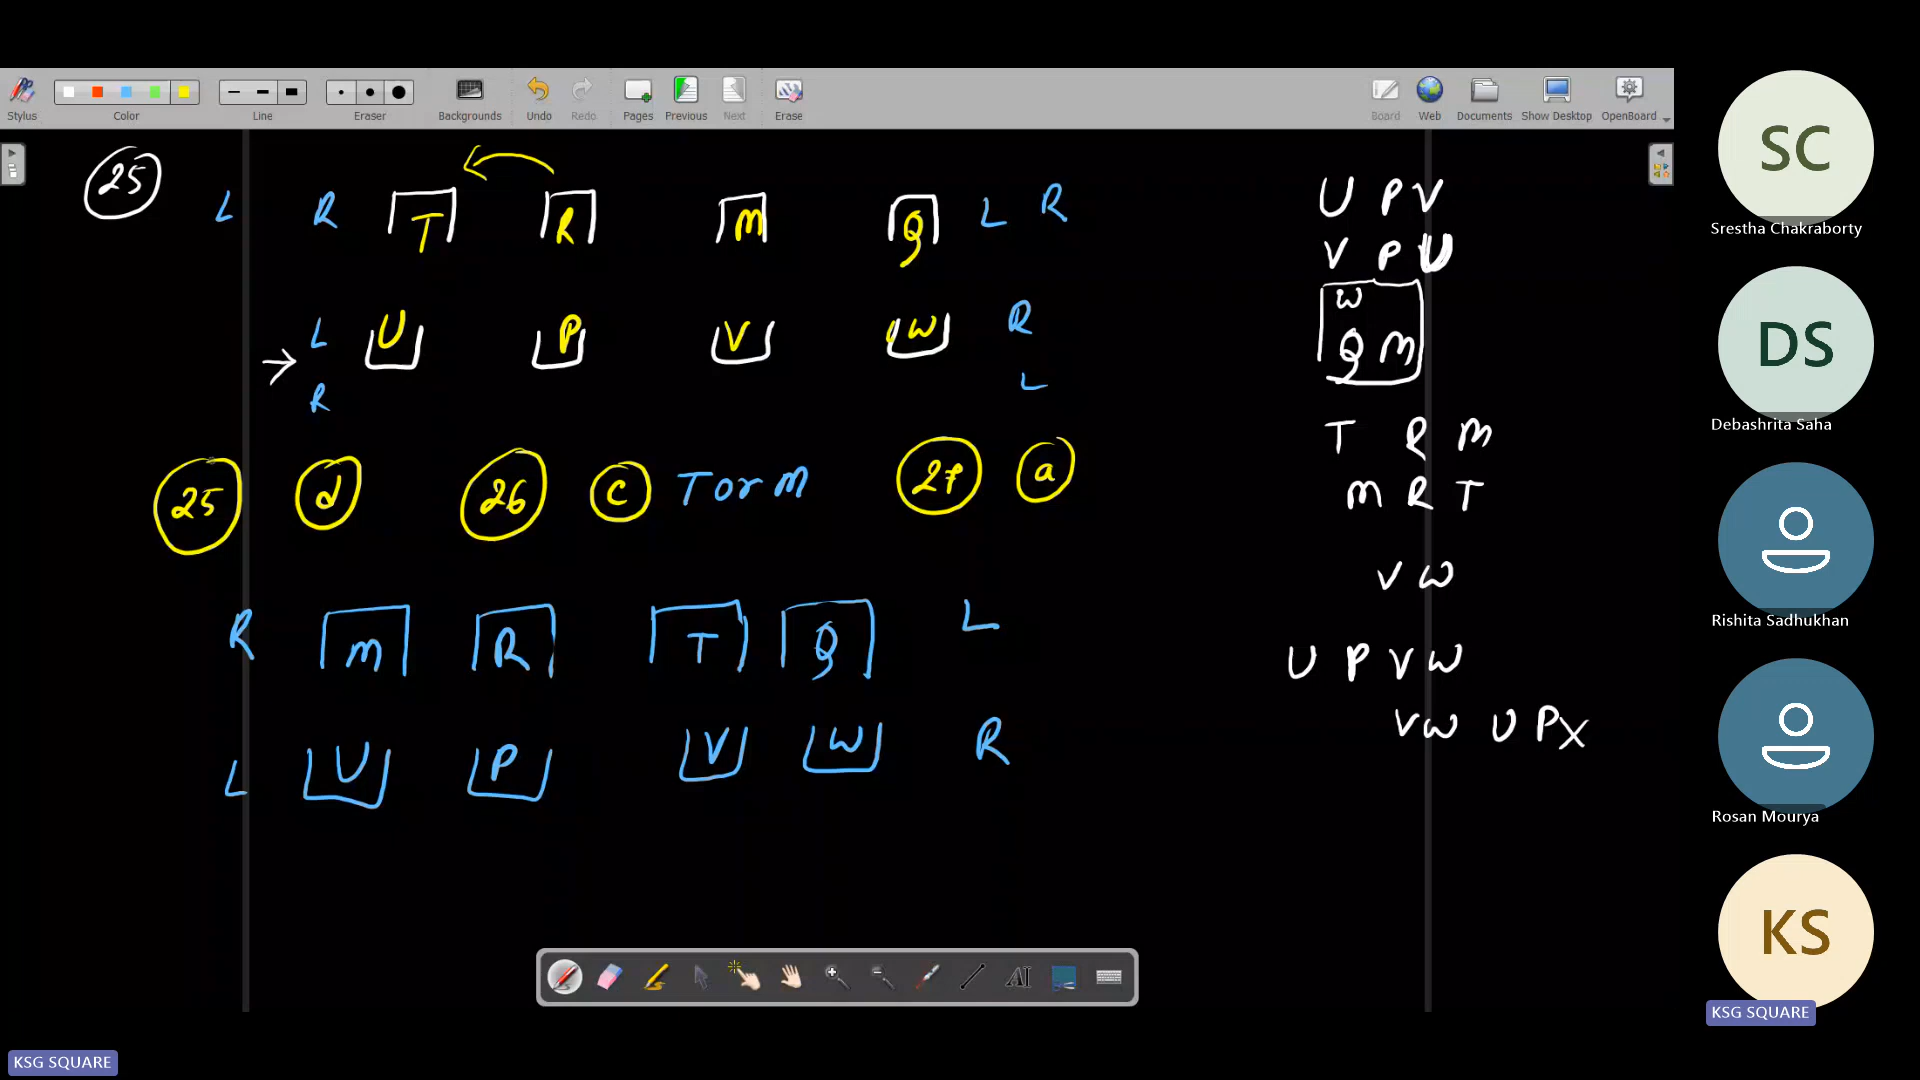 Stylus
Color
Line
Eraser
Backgrounds
Undo
Redo
Pages
Previous
Next
Erase
Board
Web
Documents
Show Desktop
OpenBoard
25
L R T R M Q L R
L U P V W R
R L
25 d 26 c T or M 27 a
R M R T Q L
L U P V W R
U P V
V P U
W
Q M
T R M
M R T
V W
U P V W
V W U P X
SC
Srestha Chakraborty
DS
Debashrita Saha
Rishita Sadhukhan
Rosan Mourya
KS
KSG SQUARE
AI
KSG SQUARE